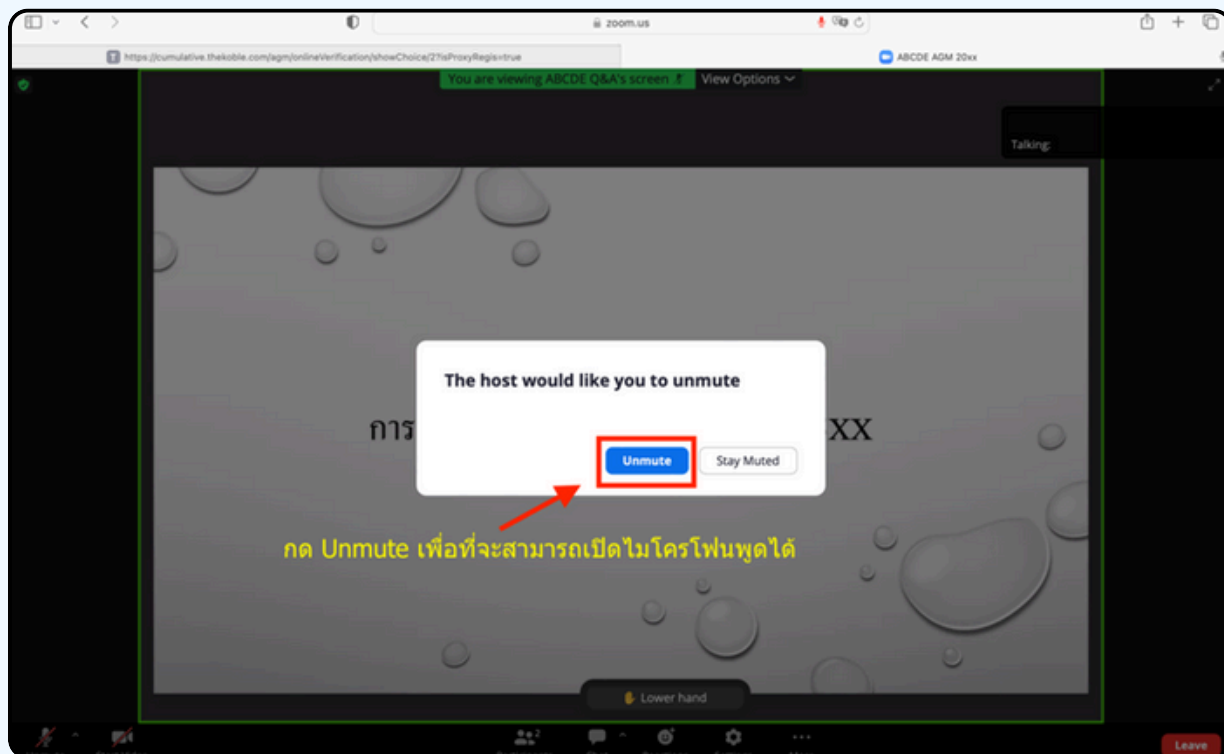 zoom.us
https://cumulative.thekoble.com/agm/onlineVerification/showChoice/2?isProxyRegis=true
ABCDE AGM 20xx
You are viewing ABCDE Q&A's screen
View Options
Talking:
The host would like you to unmute
การ
XX
Unmute
Stay Muted
กด Unmute เพื่อที่จะสามารถเปิดไมโครโฟนพูดได้
Lower hand
2
Leave